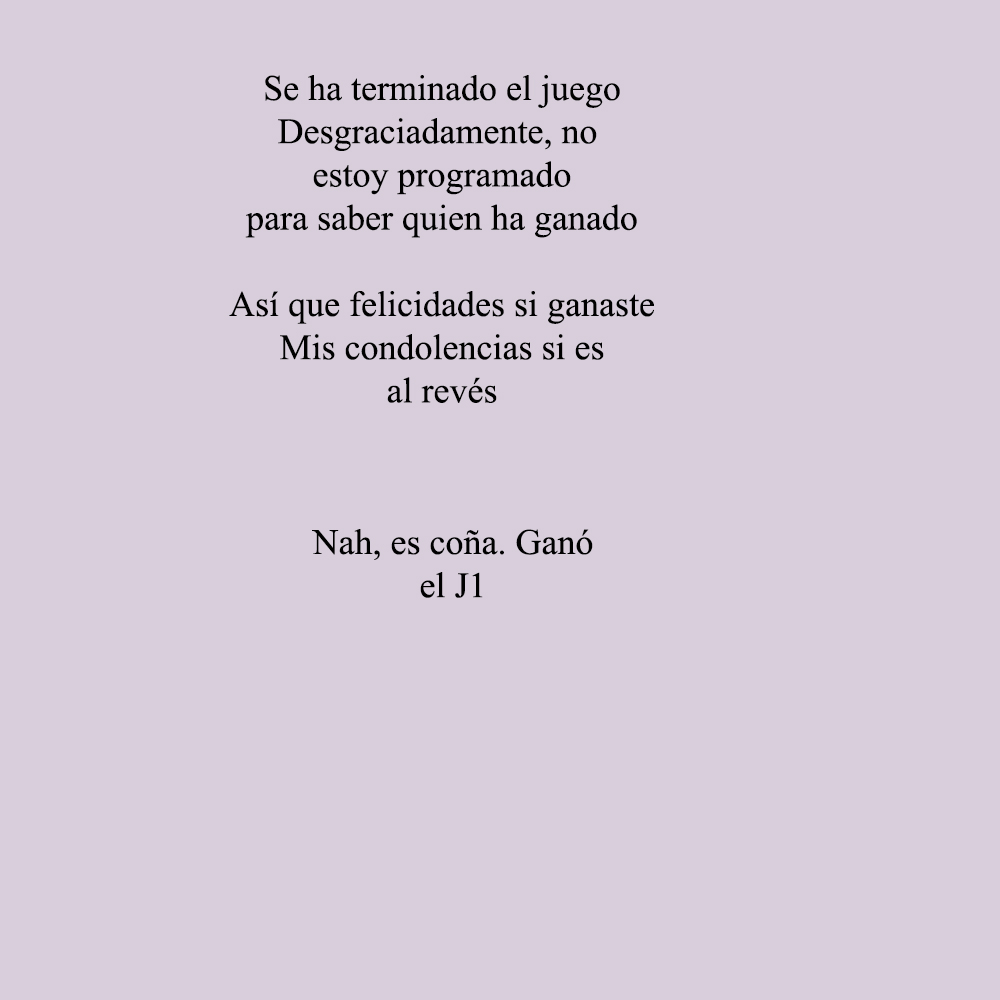 Se ha terminado el juego
Desgraciadamente, no
estoy programado
para saber quien ha ganado
Así que felicidades si ganaste
Mis condolencias si es
al revés
Nah, es coña. Ganó
el J1